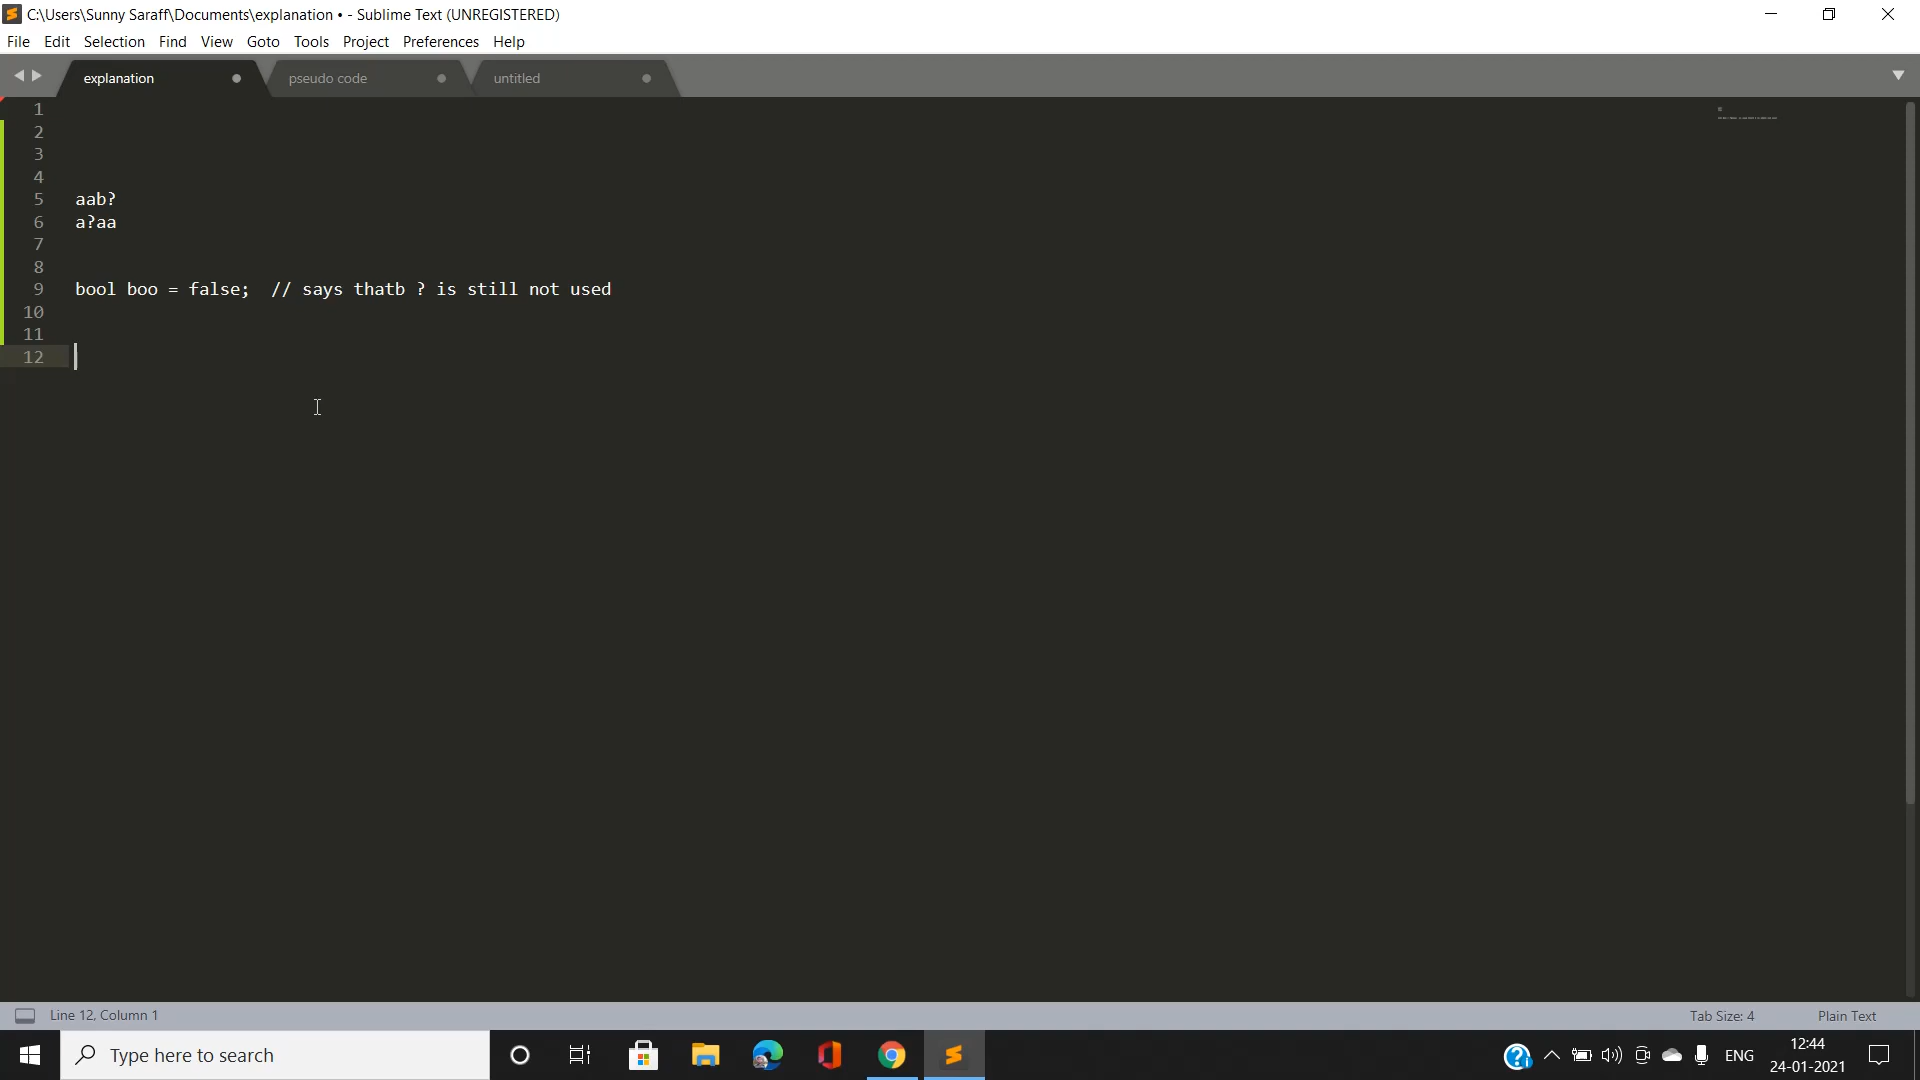 C:\Users\Sunny Saraff\Documents\explanation • - Sublime Text (UNREGISTERED)
File Edit Selection Find View Goto Tools Project Preferences Help
explanation pseudo code untitled
1
2
3
4
5 aab?
6 a?aa
7
8
9 bool boo = false;  // says thatb ? is still not used
10
11
12
Line 12, Column 1 Tab Size: 4 Plain Text
Type here to search ENG 12:44
24-01-2021